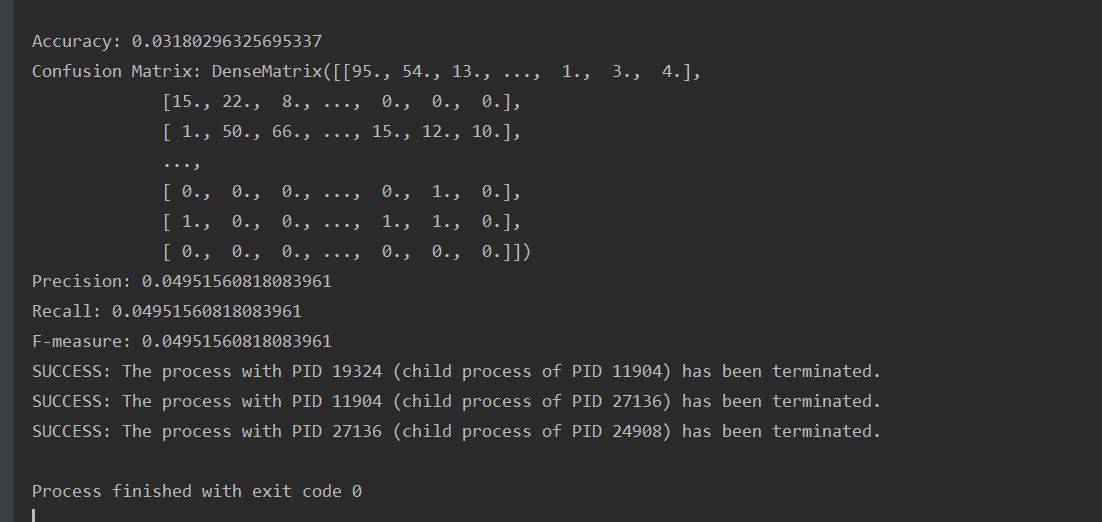 Accuracy: 0.03180296325695337
Confusion Matrix: DenseMatrix([[95., 54., 13., ..., 1., 3., 4.],
[15., 22., 8., ..., 0., 0., 0.],
[ 1., 50., 66., ..., 15., 12., 10.],
...,
[ 0., 0., 0., ..., 0., 1., 0.],
[ 1., 0., 0., ..., 1., 1., 0.],
[ 0., 0., 0., ..., 0., 0., 0.]])
Precision: 0.04951560818083961
Recall: 0.04951560818083961
F-measure: 0.04951560818083961
SUCCESS: The process with PID 19324 (child process of PID 11904) has been terminated.
SUCCESS: The process with PID 11904 (child process of PID 27136) has been terminated.
SUCCESS: The process with PID 27136 (child process of PID 24908) has been terminated.
Process finished with exit code 0